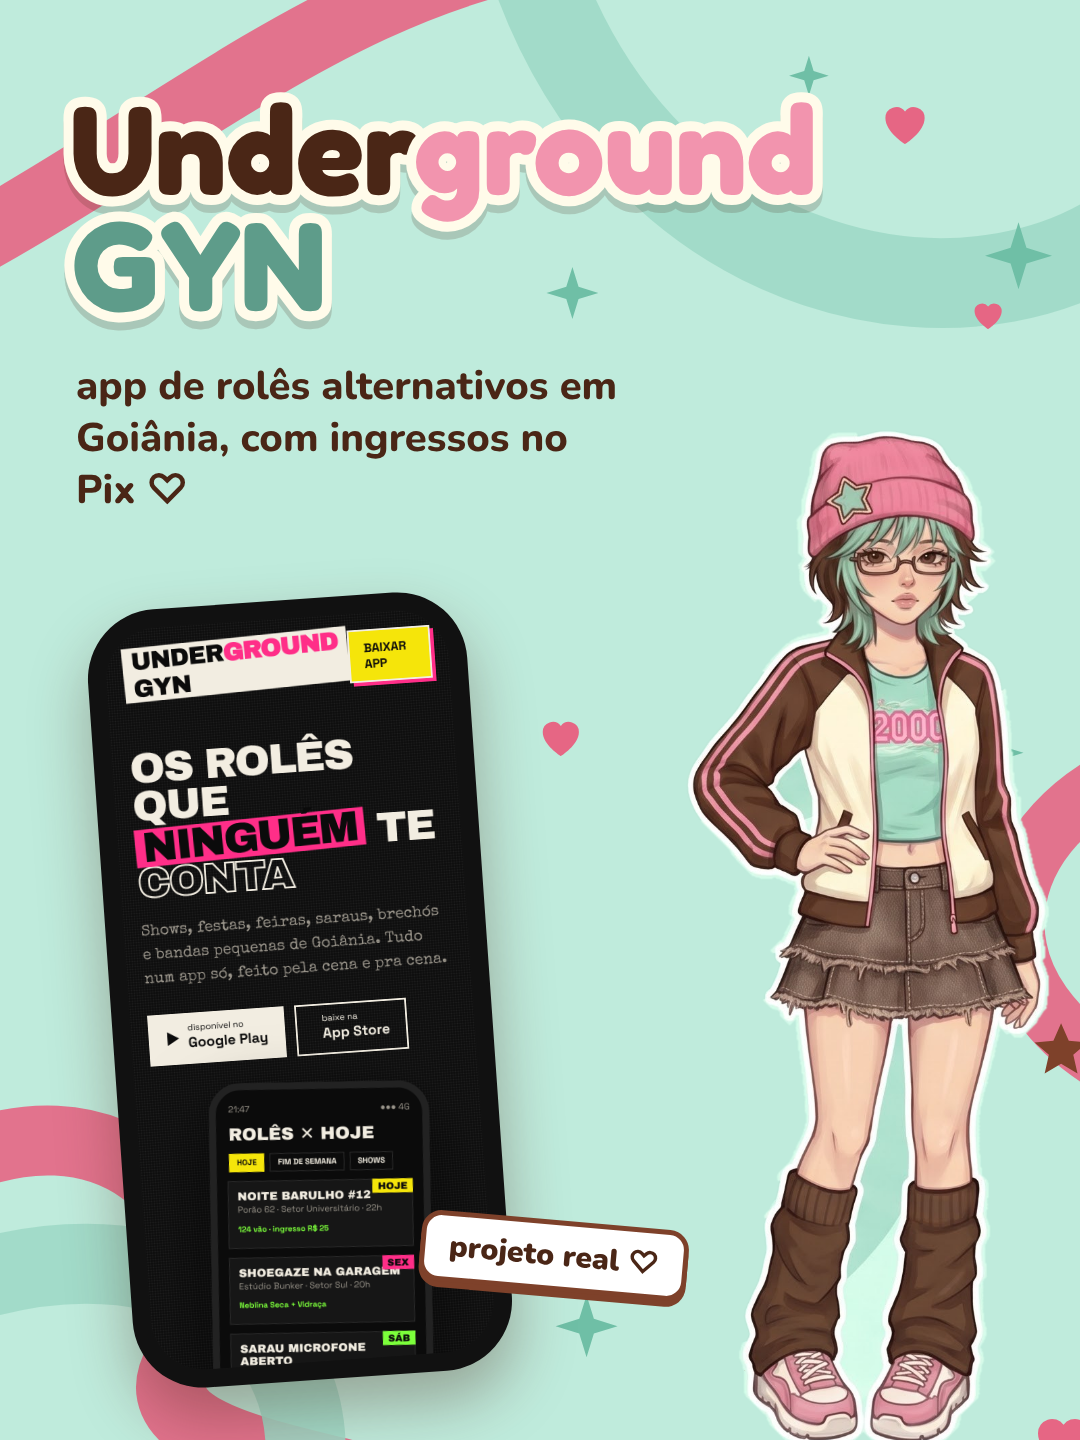 Underground
GYN
app de rolês alternativos em
Goiânia, com ingressos no
Pix ♡
UNDERGROUND
GYN
BAIXAR
APP
OS ROLÊS
QUE
NINGUÉM TE
CONTA
Shows, festas, feiras, saraus, brechós
e bandas pequenas de Goiânia. Tudo
num app só, feito pela cena e pra cena.
disponível no
Google Play
baixe na
App Store
21:47
●●● 4G
ROLÊS × HOJE
HOJE
FIM DE SEMANA
SHOWS
HOJE
NOITE BARULHO #12
Porão 62 · Setor Universitário · 22h
124 vão · ingresso R$ 25
SEX
SHOEGAZE NA GARAGEM
Estúdio Bunker · Setor Sul · 20h
Neblina Seca + Vidraça
SÁB
SARAU MICROFONE
ABERTO
projeto real ♡
2000